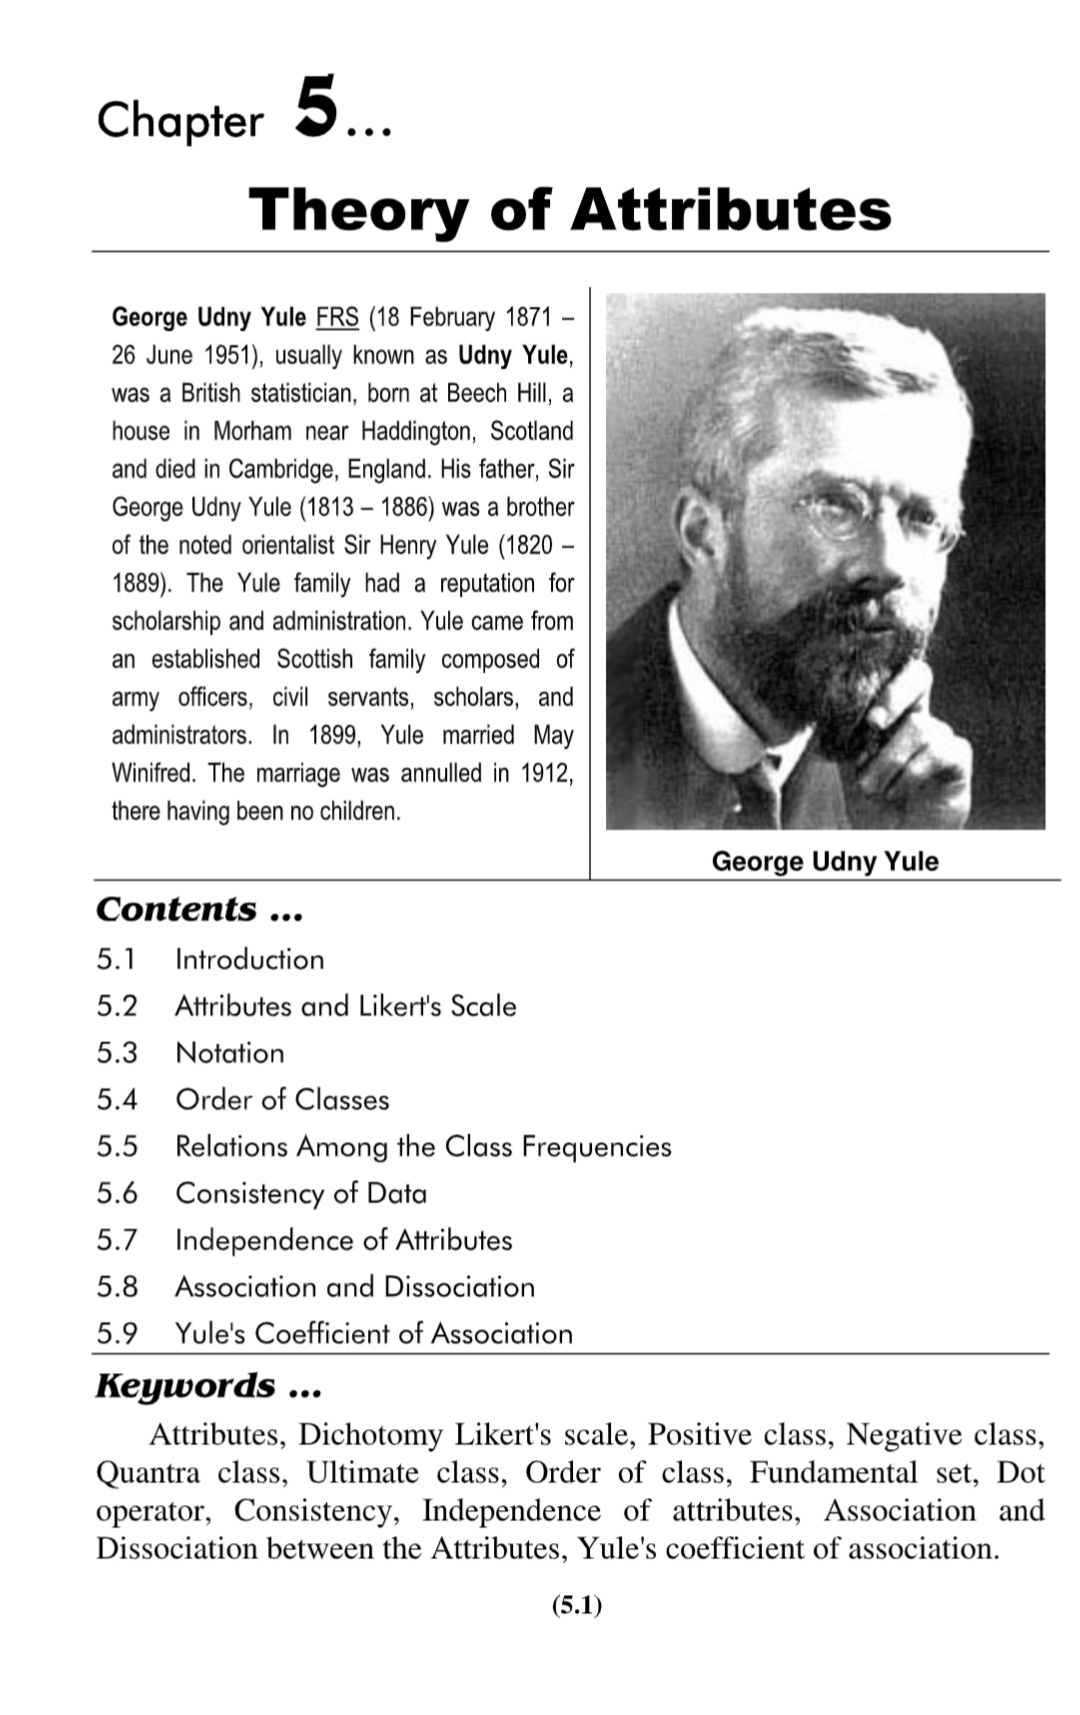 Chapter 5...
Theory of Attributes
George Udny Yule FRS (18 February 1871 –
26 June 1951), usually known as Udny Yule,
was a British statistician, born at Beech Hill, a
house in Morham near Haddington, Scotland
and died in Cambridge, England. His father, Sir
George Udny Yule (1813 – 1886) was a brother
of the noted orientalist Sir Henry Yule (1820 –
1889). The Yule family had a reputation for
scholarship and administration. Yule came from
an established Scottish family composed of
army officers, civil servants, scholars, and
administrators. In 1899, Yule married May
Winifred. The marriage was annulled in 1912,
there having been no children.
George Udny Yule
Contents ...
5.1 Introduction
5.2 Attributes and Likert's Scale
5.3 Notation
5.4 Order of Classes
5.5 Relations Among the Class Frequencies
5.6 Consistency of Data
5.7 Independence of Attributes
5.8 Association and Dissociation
5.9 Yule's Coefficient of Association
Keywords ...
Attributes, Dichotomy Likert's scale, Positive class, Negative class,
Quantra class, Ultimate class, Order of class, Fundamental set, Dot
operator, Consistency, Independence of attributes, Association and
Dissociation between the Attributes, Yule's coefficient of association.
(5.1)